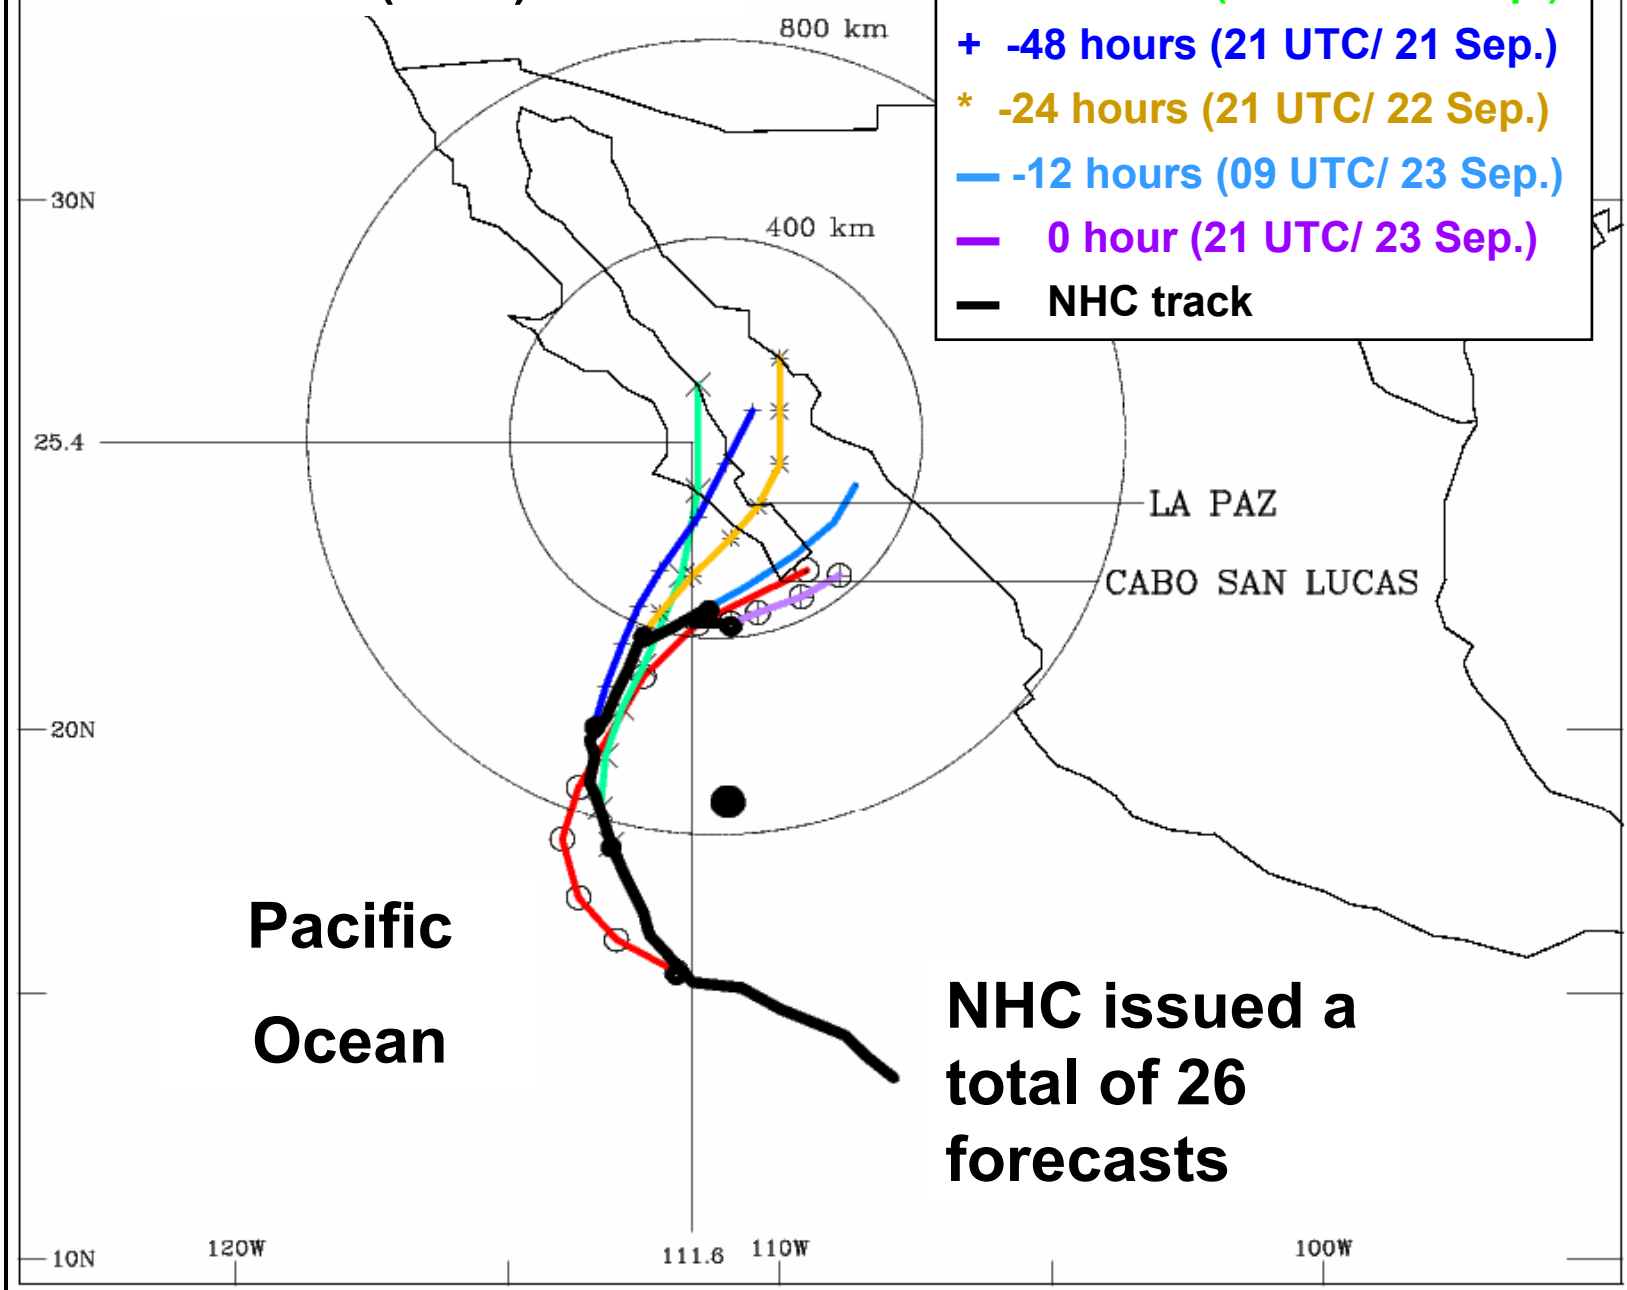 800 km
+ -48 hours (21 UTC/ 21 Sep.)
* -24 hours (21 UTC/ 22 Sep.)
-12 hours (09 UTC/ 23 Sep.)
0 hour (21 UTC/ 23 Sep.)
NHC track
30N
400 km
25.4
LA PAZ
CABO SAN LUCAS
20N
Pacific
Ocean
NHC issued a
total of 26
forecasts
10N
120W
111.6
110W
100W